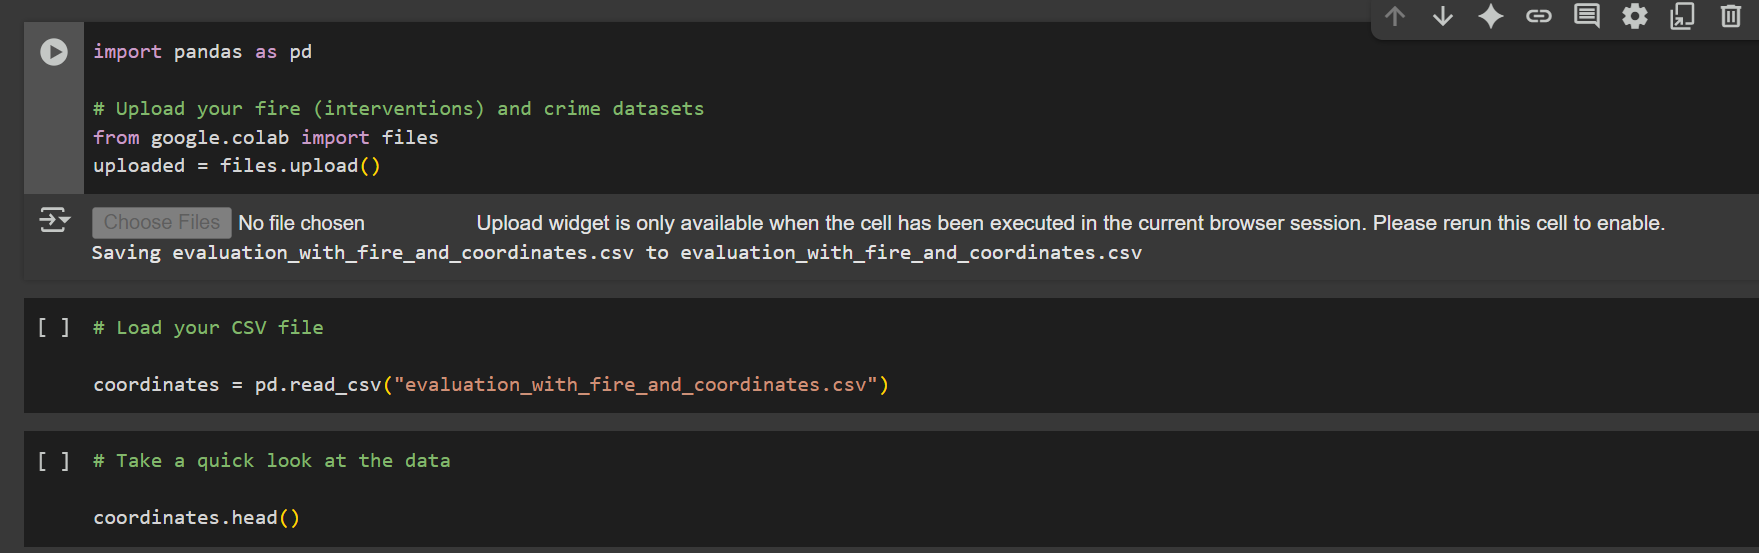 import pandas as pd
# Upload your fire (interventions) and crime datasets
from google.colab import files
uploaded = files.upload()
Choose Files No file chosen Upload widget is only available when the cell has been executed in the current browser session. Please rerun this cell to enable.
Saving evaluation_with_fire_and_coordinates.csv to evaluation_with_fire_and_coordinates.csv
[ ] # Load your CSV file
coordinates = pd.read_csv("evaluation_with_fire_and_coordinates.csv")
[ ] # Take a quick look at the data
coordinates.head()